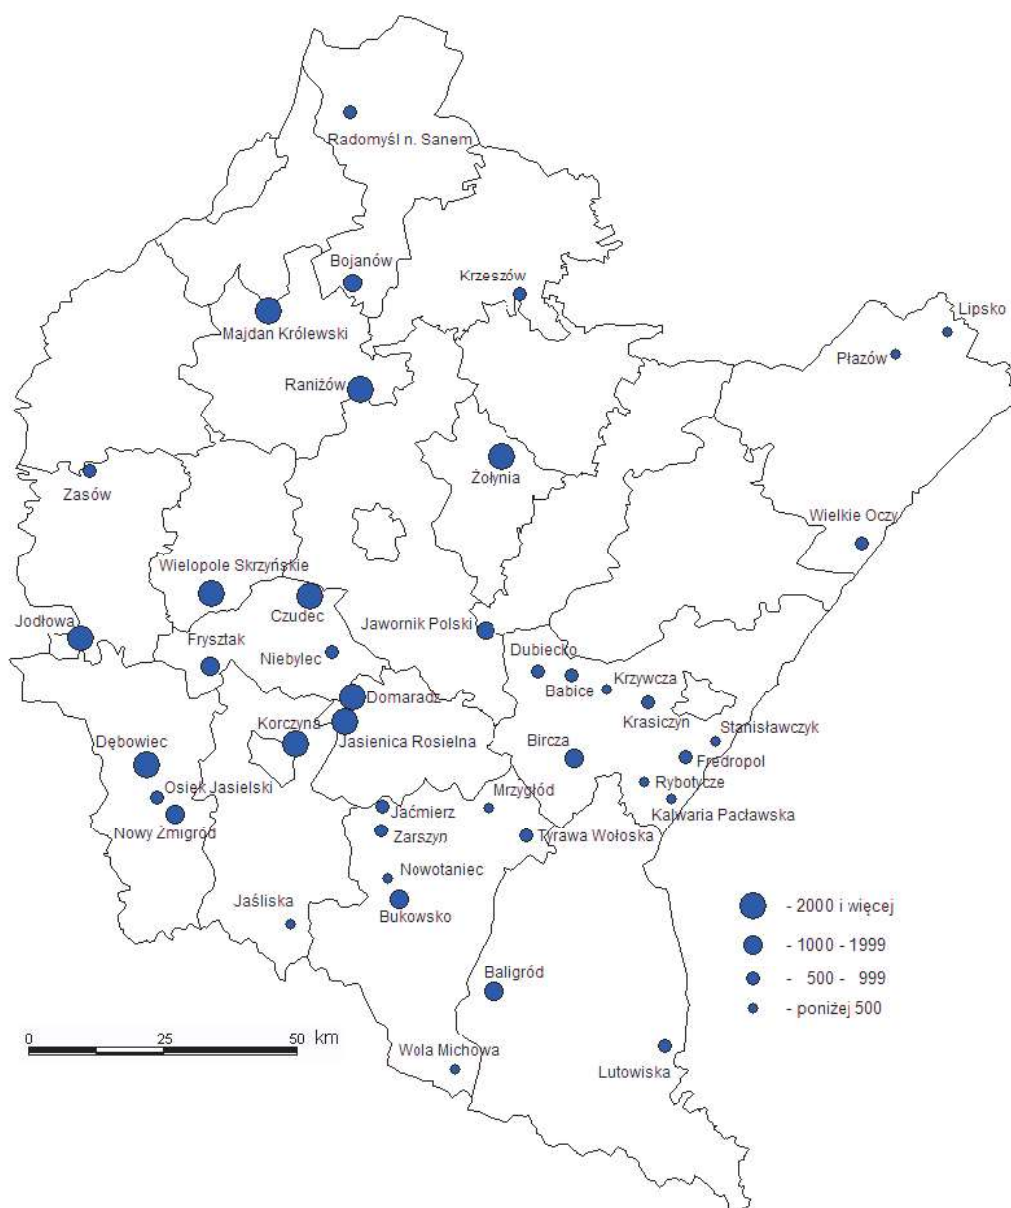 Radomyśl n. Sanem
Bojanów
Krzeszów
Lipsko
Majdan Królewski
Płazów
Raniżów
Żołynia
Zasów
Wielkie Oczy
Wielopole Skrzyńskie
Czudec
Jodłowa
Jawornik Polski
Frysztak
Dubiecko
Niebylec
Babice
Krzywcza
Domaradz
Krasiczyn
Korczyna
Stanisławczyk
Dębowiec
Jasienica Rosielna
Bircza
Fredropol
Osiek Jasielski
Rybotycze
Mrzygłód
Jaćmierz
Kalwaria Pacławska
Nowy Żmigród
Zarszyn
Tyrawa Wołoska
Nowotaniec
Jaśliska
Bukowsko
- 2000 i więcej
- 1000 - 1999
- 500 - 999
- poniżej 500
Baligród
0 25 50 km
Wola Michowa
Lutowiska